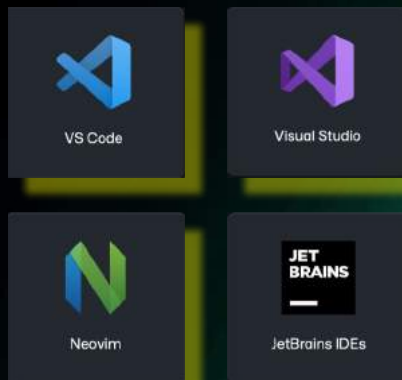 VS Code
Visual Studio
Neovim
JET
BRAINS
JetBrains IDEs